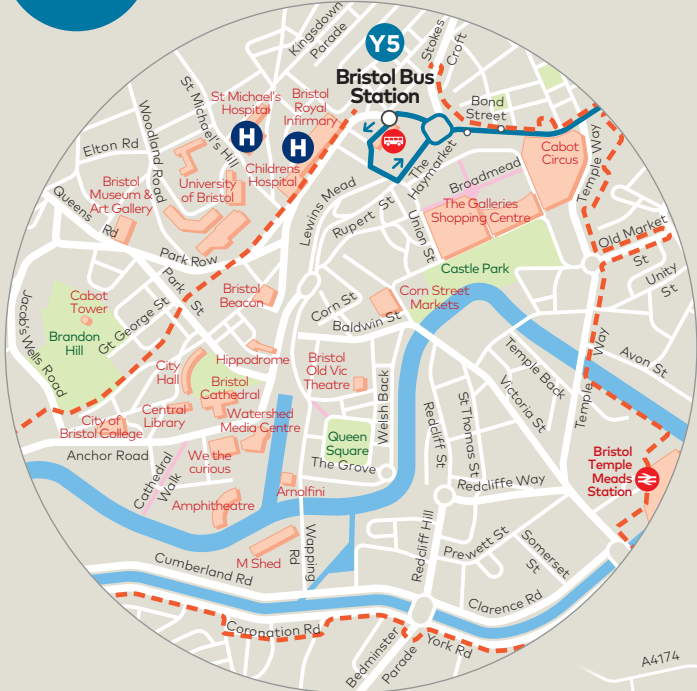 Kingsdown
Parade
Y5
Stokes
Croft
Bristol Bus
Station
St Michael's Hill
St Michael's
Hospital
H
Bristol
Royal
Infirmary
H
Childrens
Hospital
Bond
Street
The
Haymarket
Cabot
Circus
Temple Way
Woodland Road
Elton Rd
University
of Bristol
Bristol
Museum &
Art Gallery
Queens
Rd
Lewins Mead
Rupert St
Union St
Broadmead
The Galleries
Shopping Centre
Old Market
St
Unity
St
Park Row
Park
St
Castle Park
Bristol
Beacon
Corn St
Corn Street
Markets
Baldwin St
Cabot
Tower
Brandon
Hill
Gt George St
Jacob's Wells Road
City
Hall
Hippodrome
Bristol
Old Vic
Theatre
Bristol
Cathedral
Central
Library
Watershed
Media Centre
City of
Bristol College
Anchor Road
Cathedral
Walk
We the
curious
Welsh Back
Queen
Square
The Grove
Redcliff St
St Thomas St
Temple Back
Victoria St
Temple
Way
Avon St
Bristol
Temple
Meads
Station
Redcliffe Way
Amphitheatre
Arnolfini
M Shed
Wapping
Rd
Redcliff Hill
Prewett St
Somerset
St
Cumberland Rd
Clarence Rd
Coronation Rd
York Rd
Bedminster
Parade
A4174